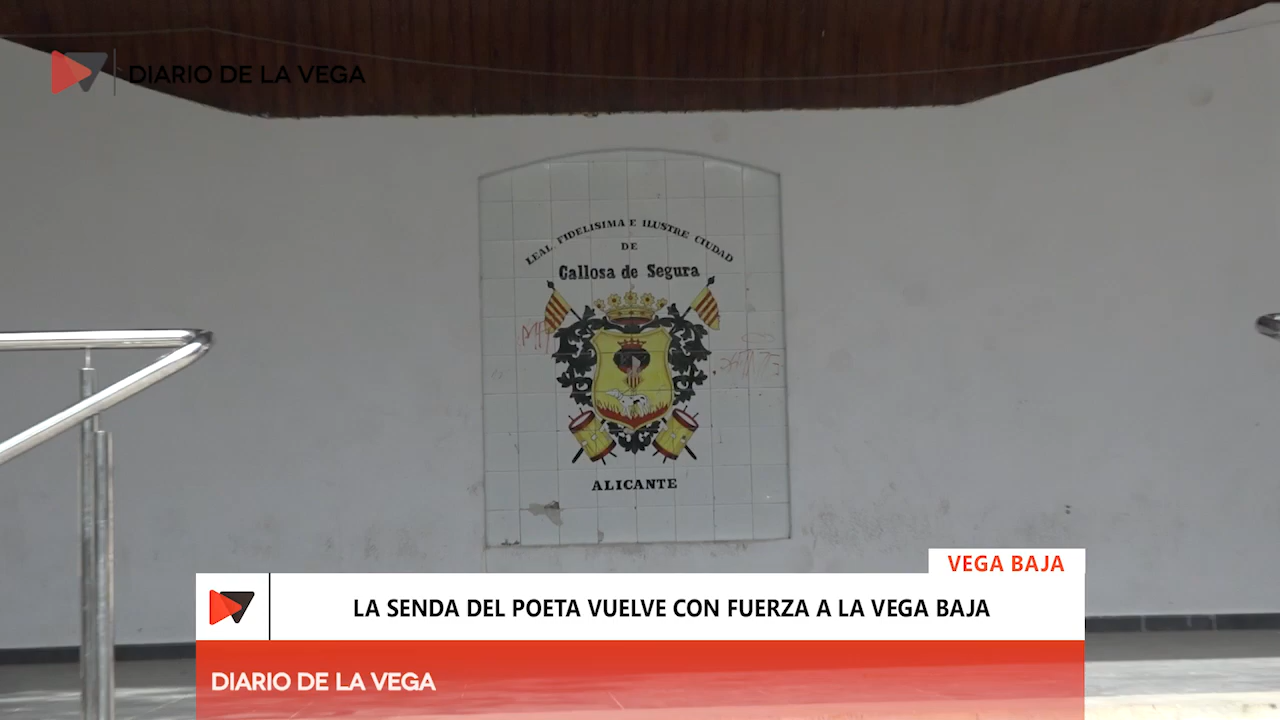 DIARIO DE LA VEGA
LEAL FIDELISIMA E ILUSTRE CIUDAD
DE
Callosa de Segura
ALICANTE
VEGA BAJA
LA SENDA DEL POETA VUELVE CON FUERZA A LA VEGA BAJA
DIARIO DE LA VEGA